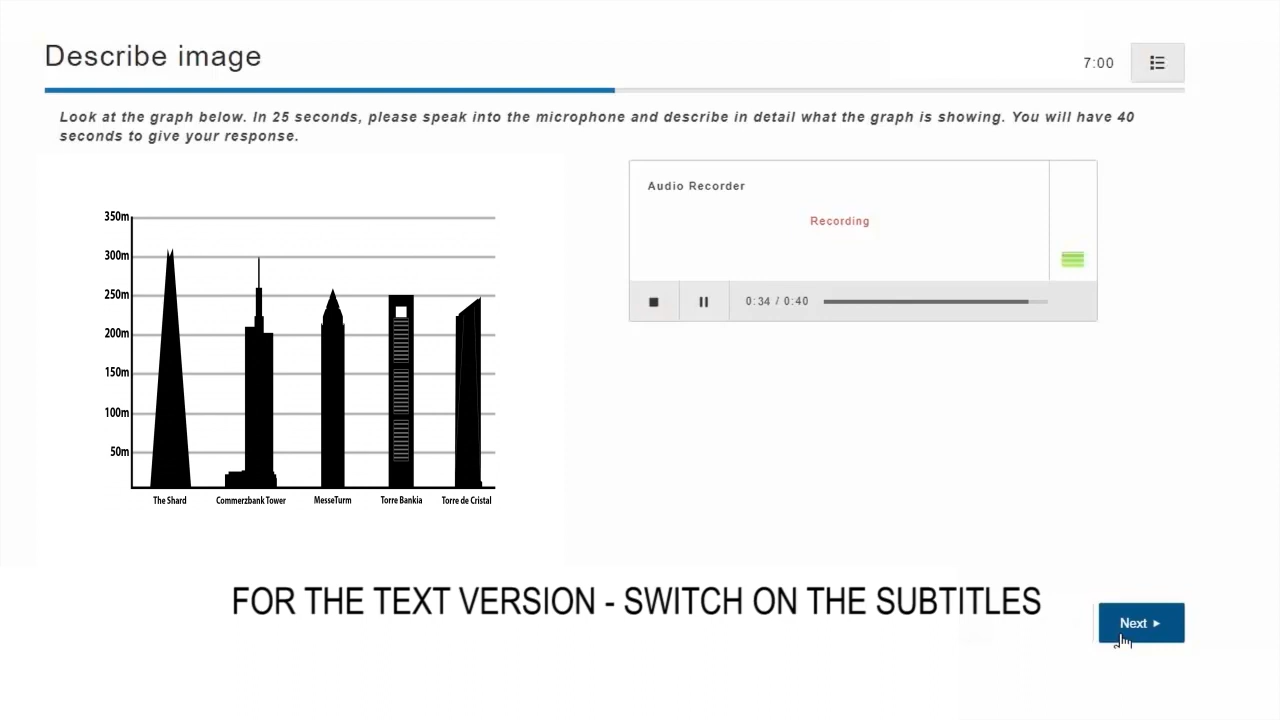 Describe image
7:00
Look at the graph below. In 25 seconds, please speak into the microphone and describe in detail what the graph is showing. You will have 40
seconds to give your response.
Audio Recorder
Recording
0:34 / 0:40
350m
300m
250m
200m
150m
100m
50m
The Shard
Commerzbank Tower
MesseTurm
Torre Bankia
Torre de Cristal
FOR THE TEXT VERSION - SWITCH ON THE SUBTITLES
Next